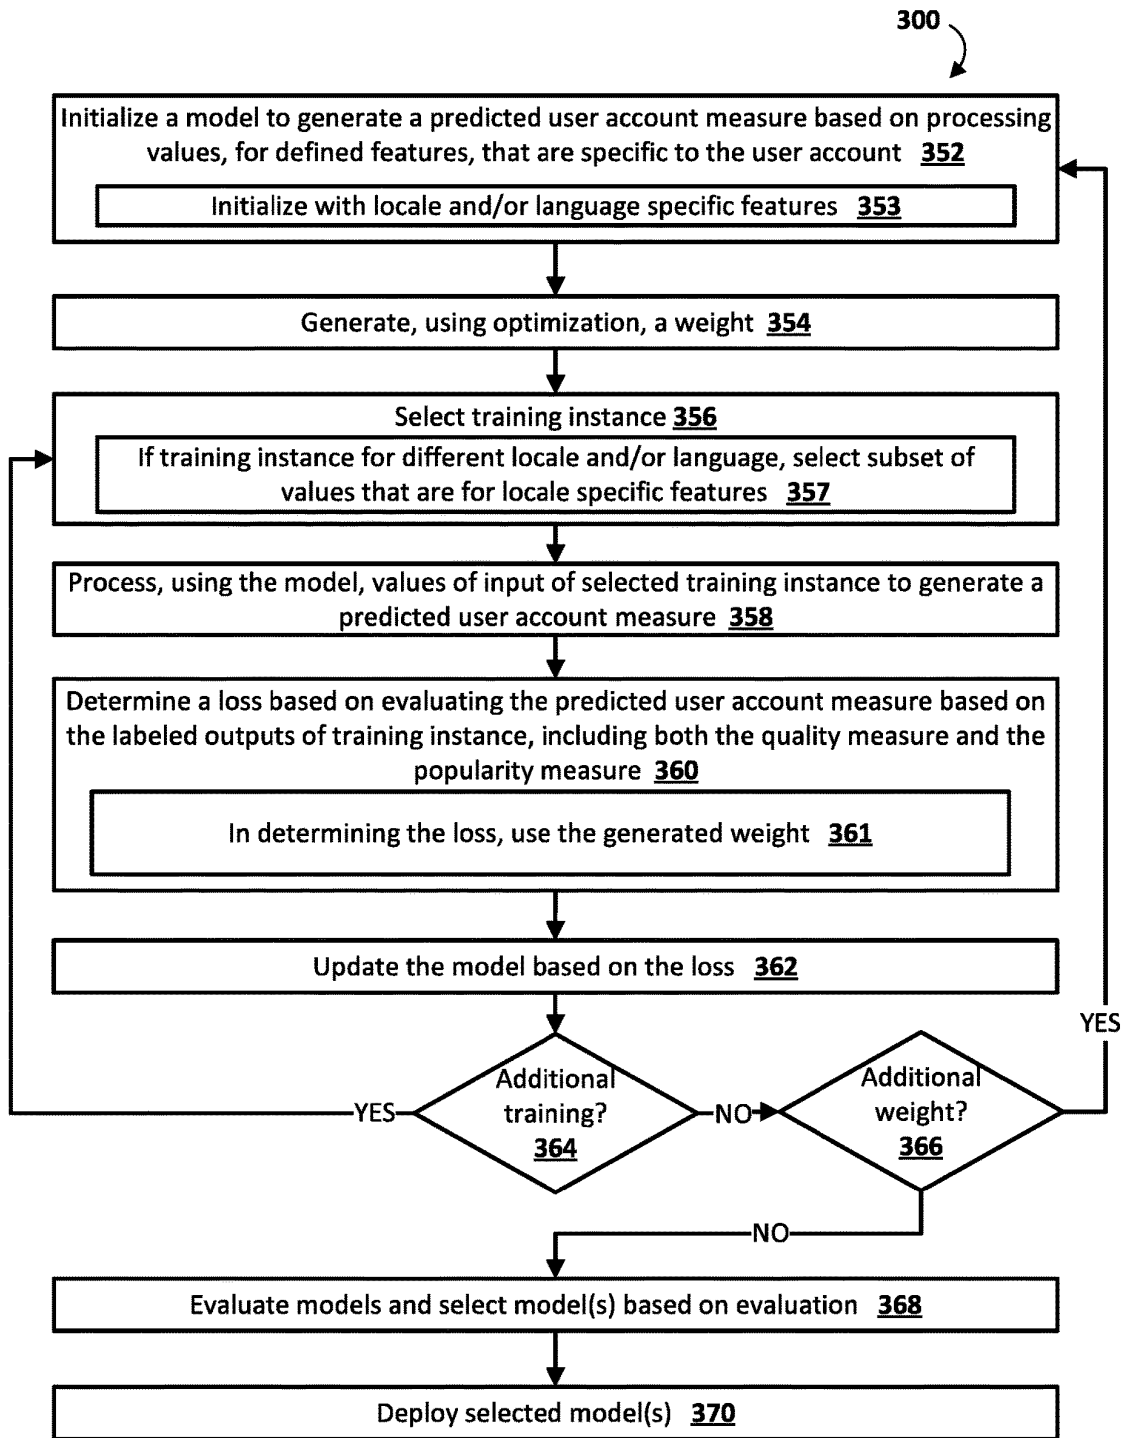 300
Initialize a model to generate a predicted user account measure based on processing
values, for defined features, that are specific to the user account 352
Initialize with locale and/or language specific features 353
Generate, using optimization, a weight 354
Select training instance 356
If training instance for different locale and/or language, select subset of
values that are for locale specific features 357
Process, using the model, values of input of selected training instance to generate a
predicted user account measure 358
Determine a loss based on evaluating the predicted user account measure based on
the labeled outputs of training instance, including both the quality measure and the
popularity measure 360
In determining the loss, use the generated weight 361
Update the model based on the loss 362
YES
Additional
training?
364
YES
NO
Additional
weight?
366
NO
Evaluate models and select model(s) based on evaluation 368
Deploy selected model(s) 370